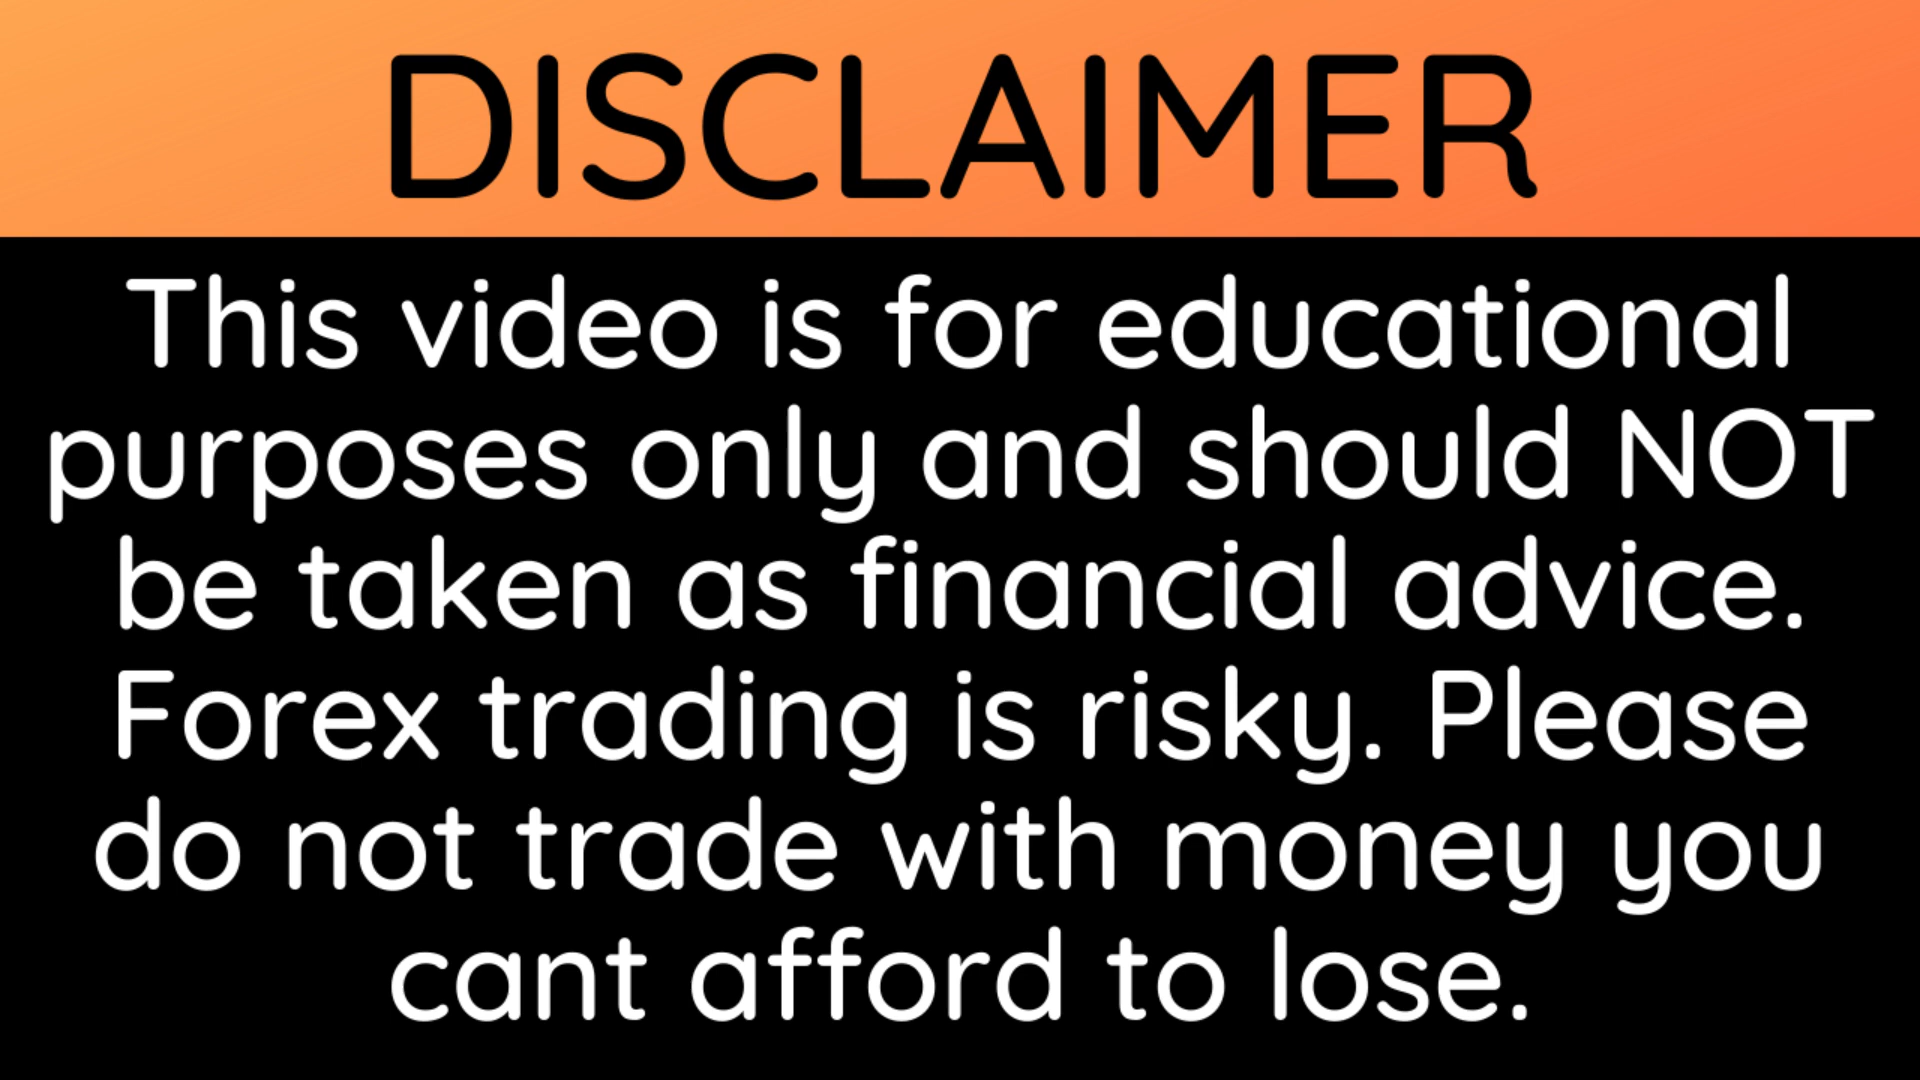 DISCLAIMER
This video is for educational
purposes only and should NOT
be taken as financial advice.
Forex trading is risky. Please
do not trade with money you
cant afford to lose.